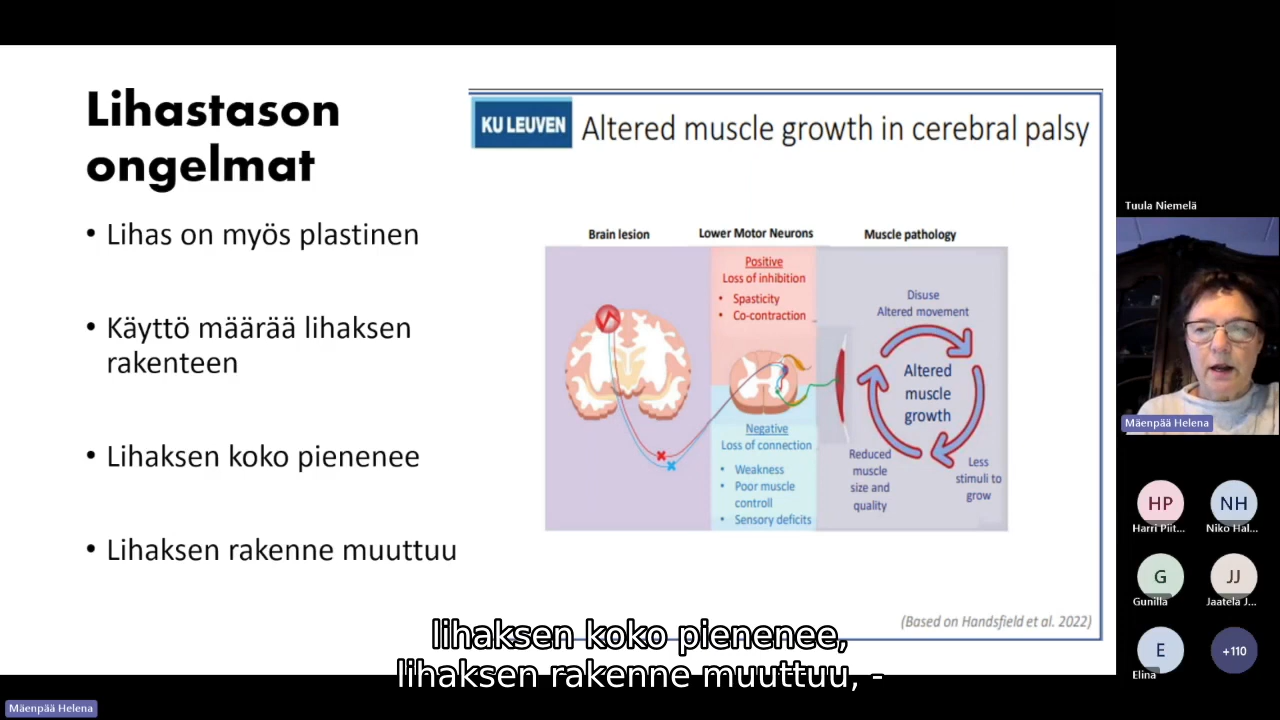 Lihastason
ongelmat
• Lihas on myös plastinen
• Käyttö määrää lihaksen
rakenteen
• Lihaksen koko pienenee
• Lihaksen rakenne muuttuu
KU LEUVEN
Altered muscle growth in cerebral palsy
Brain lesion
Lower Motor Neurons
Muscle pathology
Positive
Loss of inhibition
• Spasticity
• Co-contraction
Negative
Loss of connection
• Weakness
• Poor muscle
controll
• Sensory deficits
Disuse
Altered movement
Altered
muscle
growth
Less
stimuli to
grow
Reduced
muscle
size and
quality
(Based on Handsfield et al. 2022)
lihaksen koko pienenee,
lihaksen rakenne muuttuu, -
Tuula Niemelä
Mäenpää Helena
HP
Harri Piit...
NH
Niko Hal...
G
Gunilla
JJ
Jaatela J...
E
Elina
+110
Mäenpää Helena